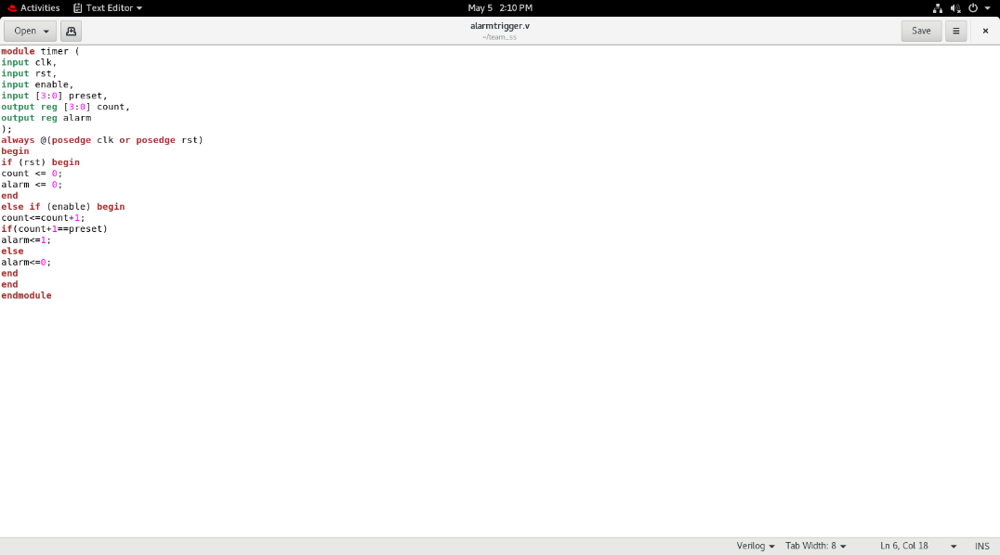 Activities Text Editor May 5 2:10 PM
Open alarmtrigger.v Save
~/team_ss
module timer (
input clk,
input rst,
input enable,
input [3:0] preset,
output reg [3:0] count,
output reg alarm
);
always @(posedge clk or posedge rst)
begin
if (rst) begin
count <= 0;
alarm <= 0;
end
else if (enable) begin
count<=count+1;
if(count+1==preset)
alarm<=1;
else
alarm<=0;
end
end
endmodule
Verilog Tab Width: 8 Ln 6, Col 18 INS